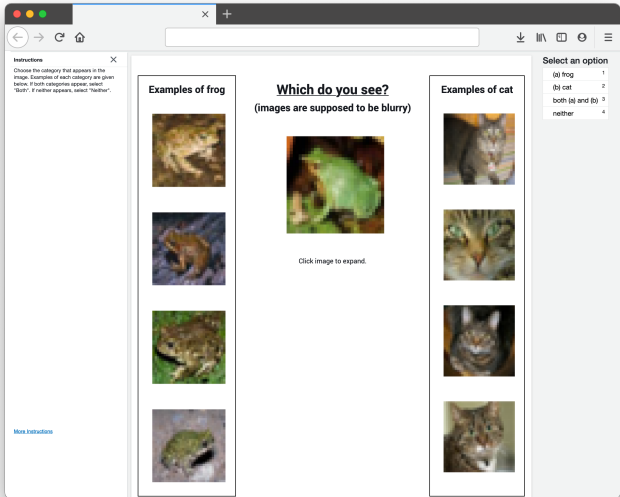 Instructions
Choose the category that appears in the
image. Examples of each category are given
below. If both categories appear, select
"Both". If neither appears, select "Neither".
More Instructions
Examples of frog
Which do you see?
(images are supposed to be blurry)
Click image to expand.
Examples of cat
Select an option
(a) frog 1
(b) cat 2
both (a) and (b) 3
neither 4